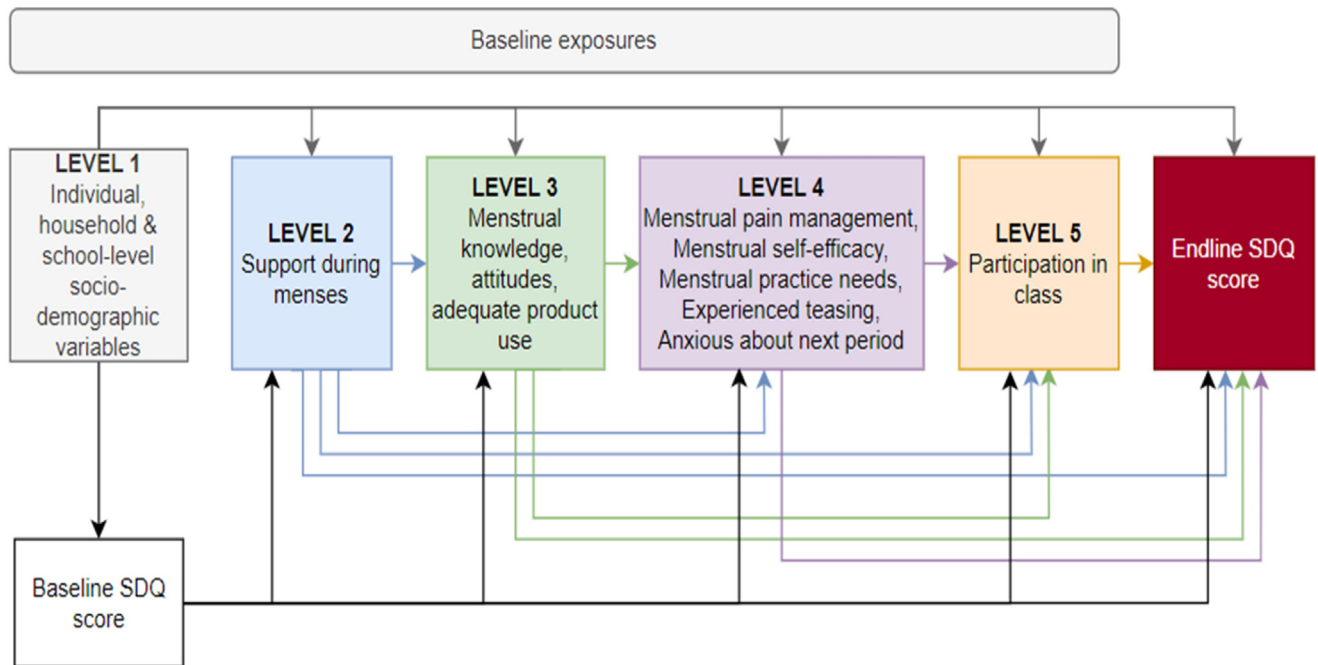 Baseline exposures
LEVEL 1
Individual,
household &
school-level
socio-
demographic
variables
LEVEL 2
Support during
menses
LEVEL 3
Menstrual
knowledge,
attitudes,
adequate product
use
LEVEL 4
Menstrual pain management,
Menstrual self-efficacy,
Menstrual practice needs,
Experienced teasing,
Anxious about next period
LEVEL 5
Participation in
class
Endline SDQ
score
Baseline SDQ
score